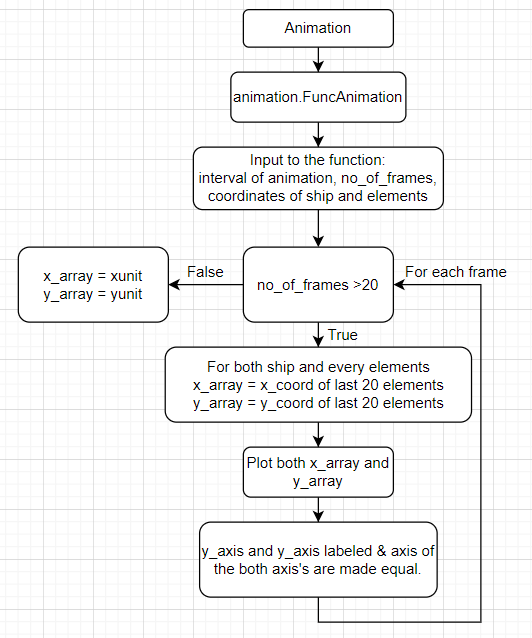 Animation
animation.FuncAnimation
Input to the function:
interval of animation, no_of_frames,
coordinates of ship and elements
x_array = xunit
y_array = yunit
False
no_of_frames >20
For each frame
True
For both ship and every elements
x_array = x_coord of last 20 elements
y_array = y_coord of last 20 elements
Plot both x_array and
y_array
y_axis and y_axis labeled & axis of
the both axis's are made equal.